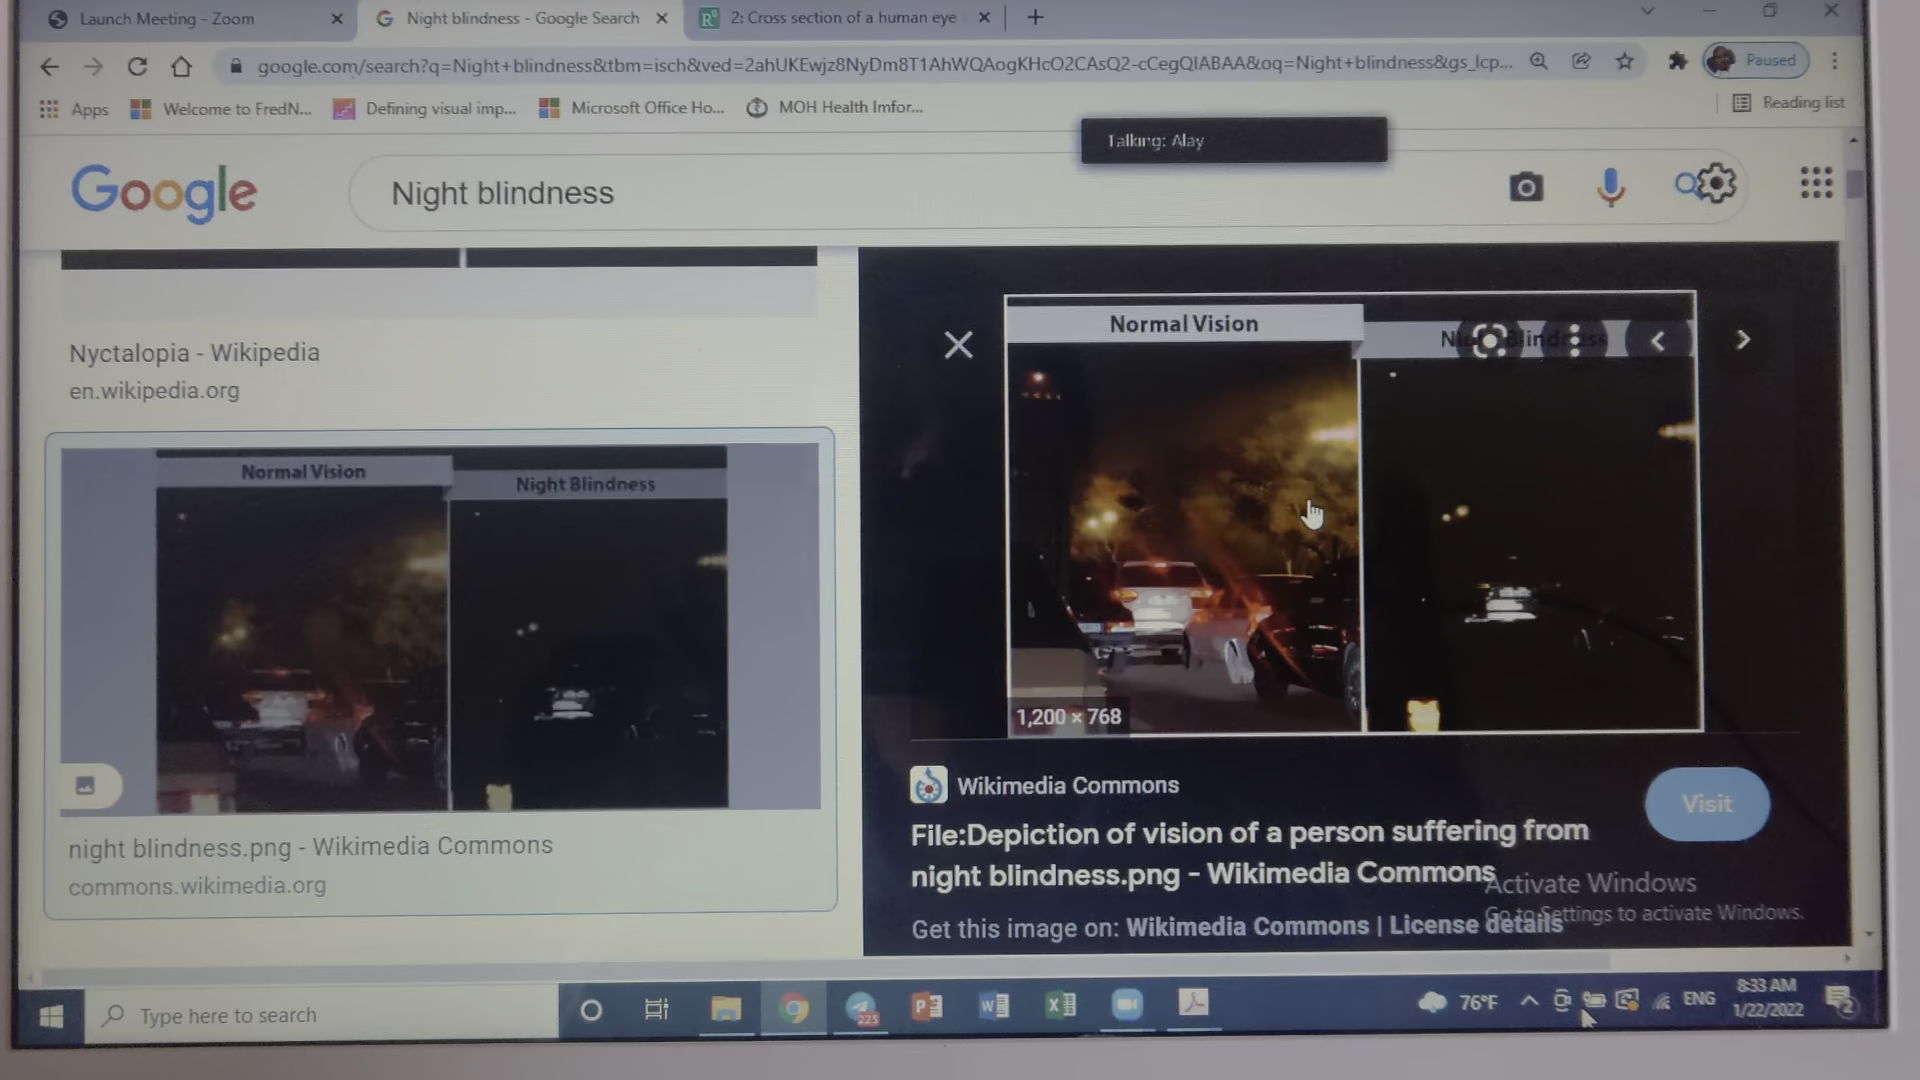 Launch Meeting - Zoom
Night blindness - Google Search
2: Cross section of a human eye
google.com/search?q=Night+blindness&tbm=isch&ved=2ahUKEwjz8NyDm8T1AhWQAogKHcO2CAsQ2-cCegQIABAA&oq=Night+blindness&gs_lcp...
Paused
Apps
Welcome to FredN...
Defining visual imp...
Microsoft Office Ho...
MOH Health Imfor...
Reading list
Talking: Alay
Google
Night blindness
Nyctalopia - Wikipedia
en.wikipedia.org
Normal Vision
Night Blindness
night blindness.png - Wikimedia Commons
commons.wikimedia.org
Normal Vision
Night Blindness
1,200 × 768
Wikimedia Commons
Visit
File:Depiction of vision of a person suffering from
night blindness.png - Wikimedia Commons
Activate Windows
Go to Settings to activate Windows.
Get this image on: Wikimedia Commons | License details
Type here to search
225
76°F
ENG
8:33 AM
1/22/2022
2